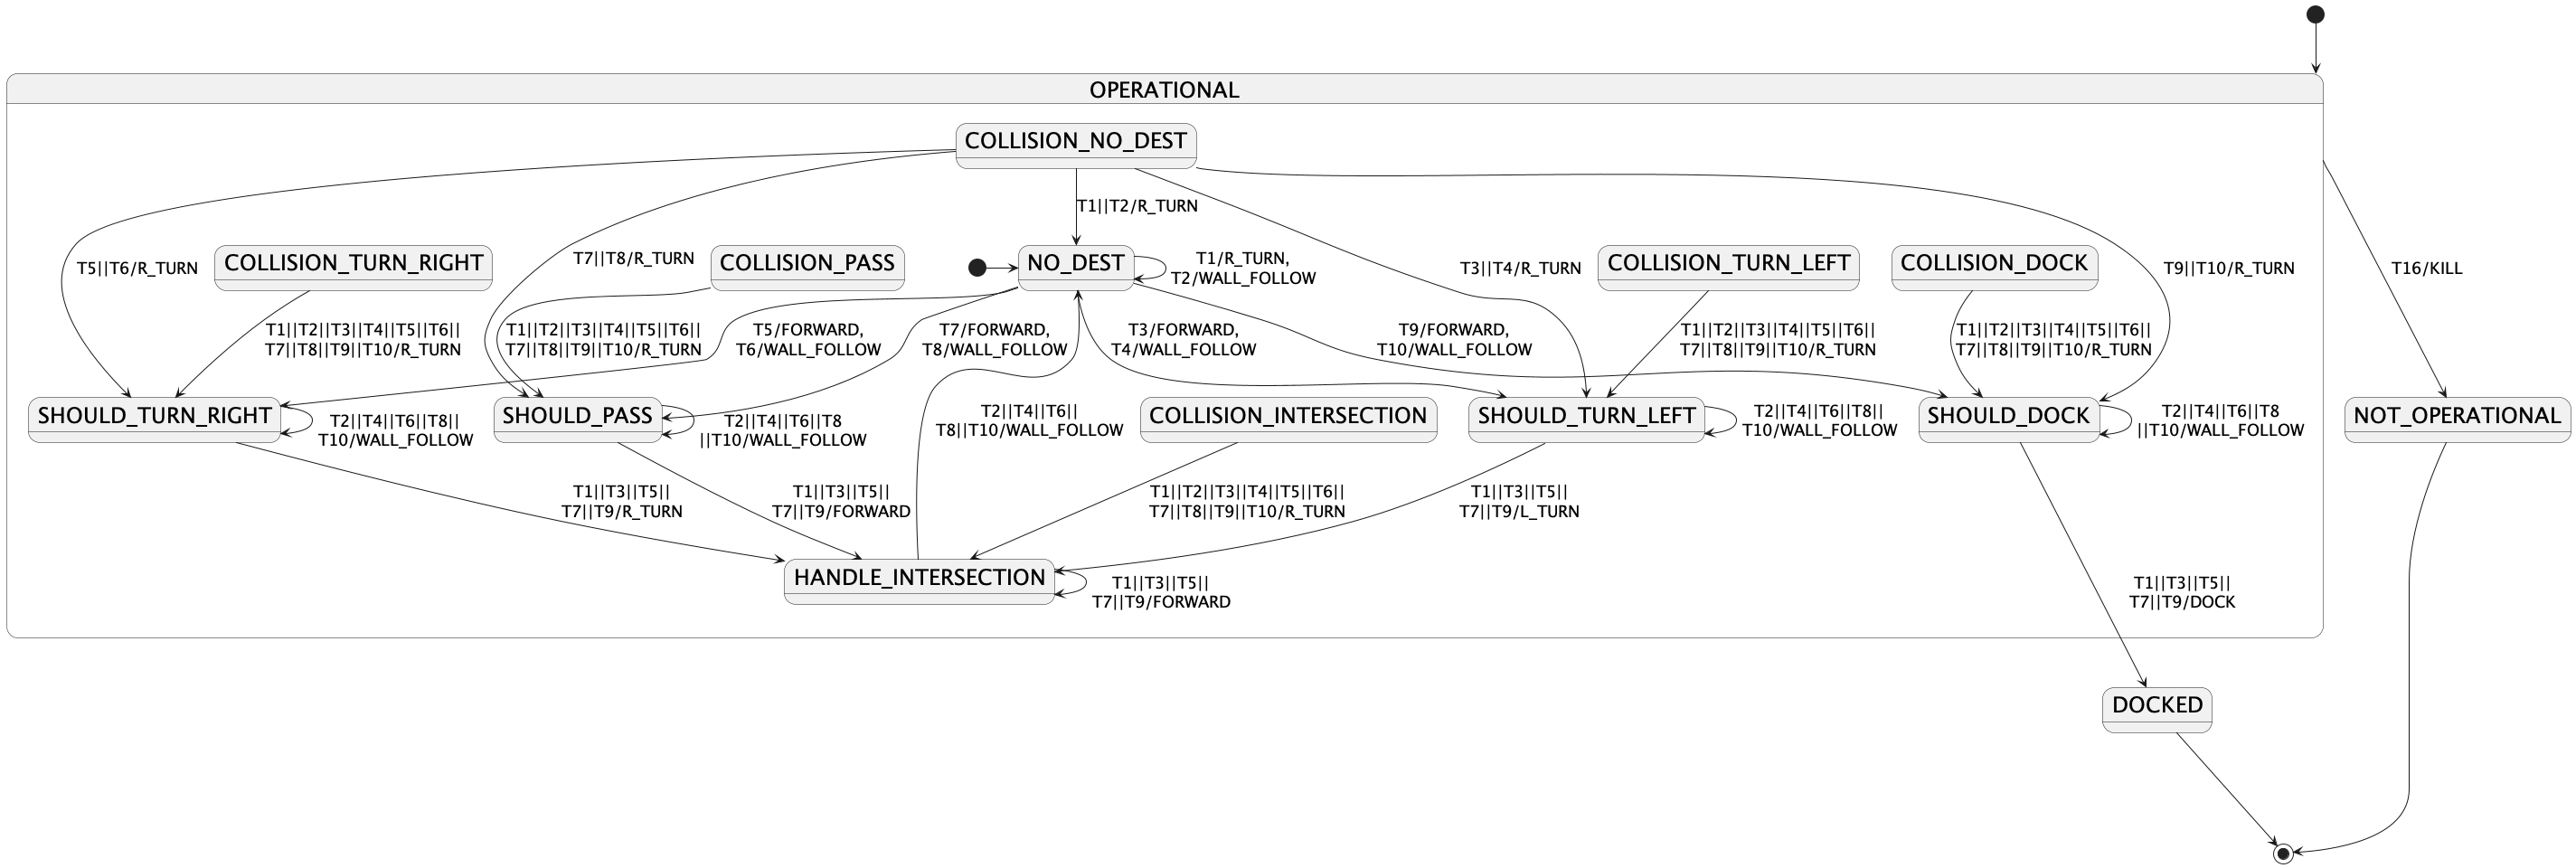 OPERATIONAL
COLLISION_NO_DEST
T1||T2/R_TURN
COLLISION_TURN_RIGHT
COLLISION_PASS
NO_DEST
COLLISION_TURN_LEFT
COLLISION_DOCK
T5||T6/R_TURN
T7||T8/R_TURN
T1/R_TURN,
T2/WALL_FOLLOW
T3||T4/R_TURN
T9||T10/R_TURN
T16/KILL
T1||T2||T3||T4||T5||T6||
T7||T8||T9||T10/R_TURN
T1||T2||T3||T4||T5||T6||
T7||T8||T9||T10/R_TURN
T5/FORWARD,
T6/WALL_FOLLOW
T7/FORWARD,
T8/WALL_FOLLOW
T3/FORWARD,
T4/WALL_FOLLOW
T9/FORWARD,
T10/WALL_FOLLOW
T1||T2||T3||T4||T5||T6||
T7||T8||T9||T10/R_TURN
T1||T2||T3||T4||T5||T6||
T7||T8||T9||T10/R_TURN
SHOULD_TURN_RIGHT
T2||T4||T6||T8||
T10/WALL_FOLLOW
SHOULD_PASS
T2||T4||T6||T8
||T10/WALL_FOLLOW
T2||T4||T6||
T8||T10/WALL_FOLLOW
COLLISION_INTERSECTION
SHOULD_TURN_LEFT
T2||T4||T6||T8||
T10/WALL_FOLLOW
SHOULD_DOCK
T2||T4||T6||T8
||T10/WALL_FOLLOW
NOT_OPERATIONAL
T1||T3||T5||
T7||T9/R_TURN
T1||T3||T5||
T7||T9/FORWARD
T1||T2||T3||T4||T5||T6||
T7||T8||T9||T10/R_TURN
T1||T3||T5||
T7||T9/L_TURN
HANDLE_INTERSECTION
T1||T3||T5||
T7||T9/FORWARD
T1||T3||T5||
T7||T9/DOCK
DOCKED